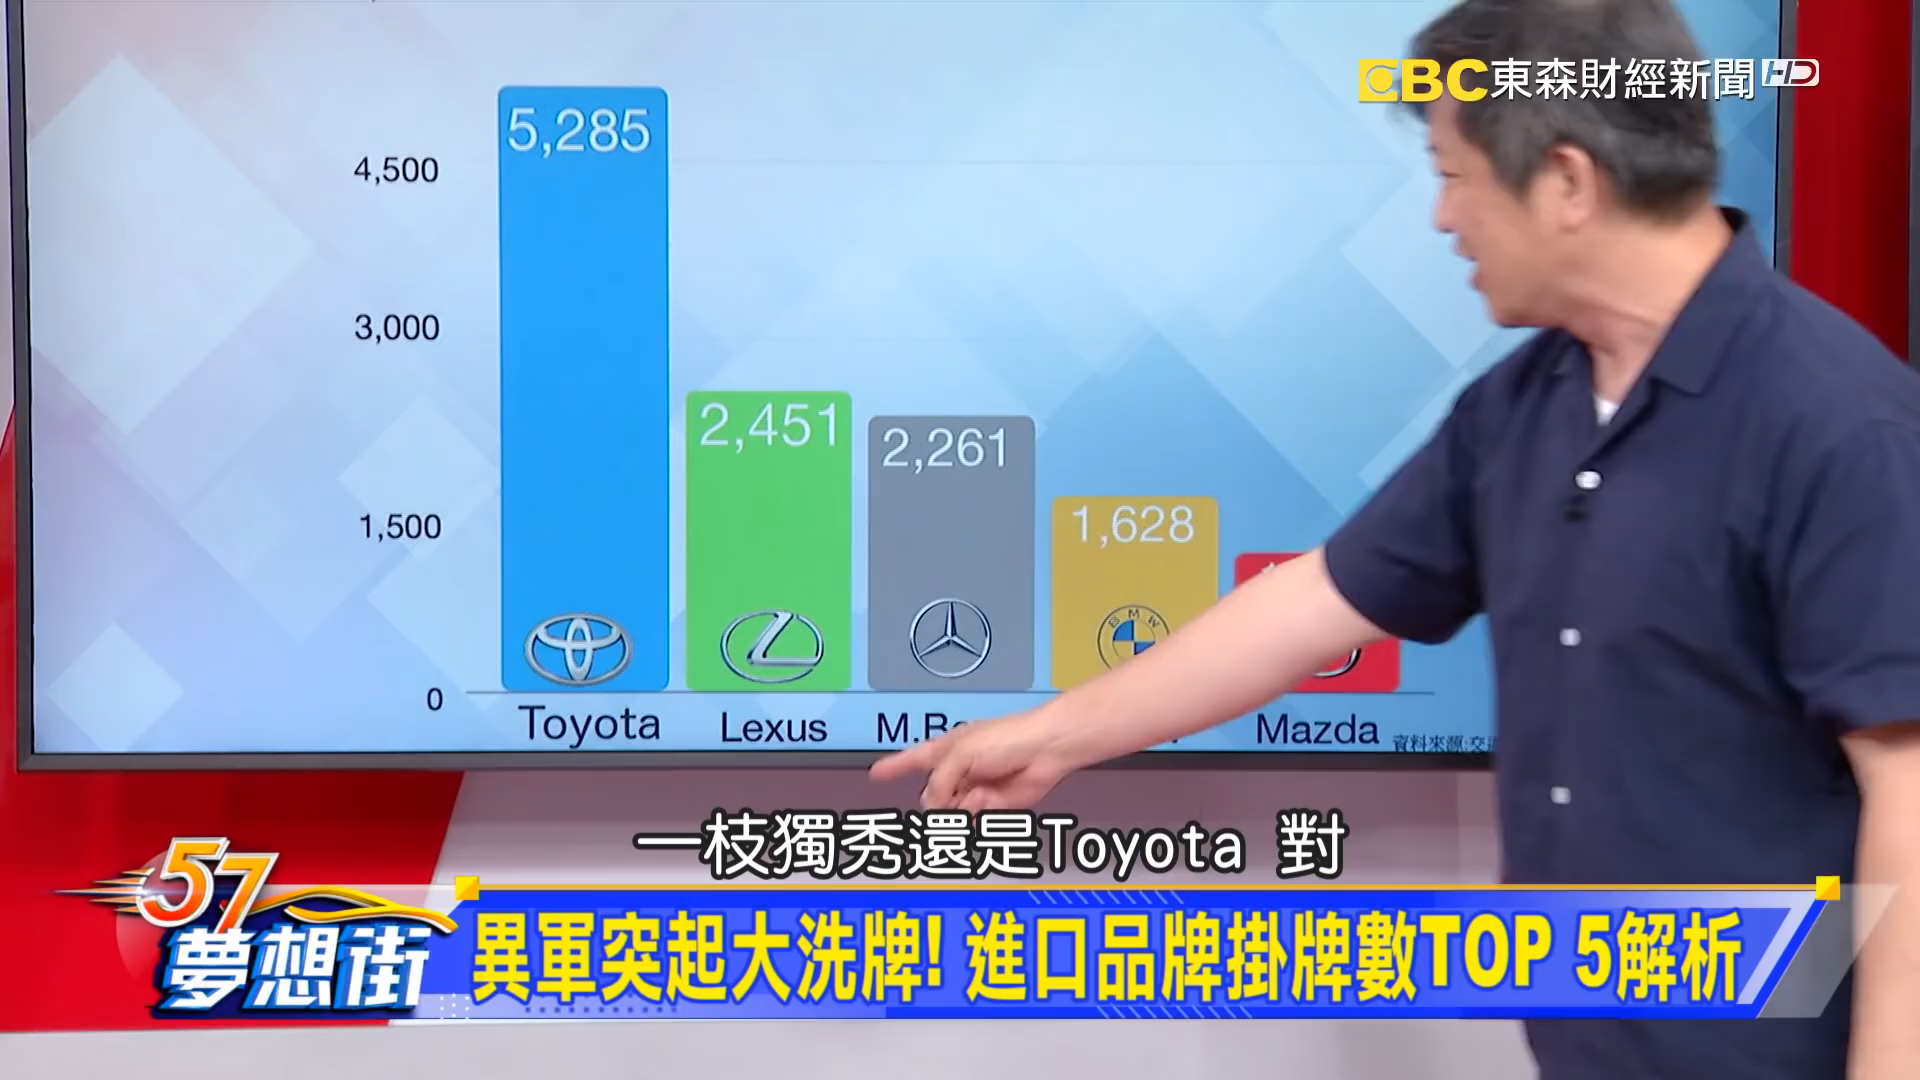 EBC東森財經新聞HD
5,285
4,500
2,451
2,261
3,000
1,628
1,500
BMW
0
Toyota
Lexus
Mazda
一枝獨秀還是Toyota 對
57
夢想街
異軍突起大洗牌!進口品牌掛牌數TOP 5解析